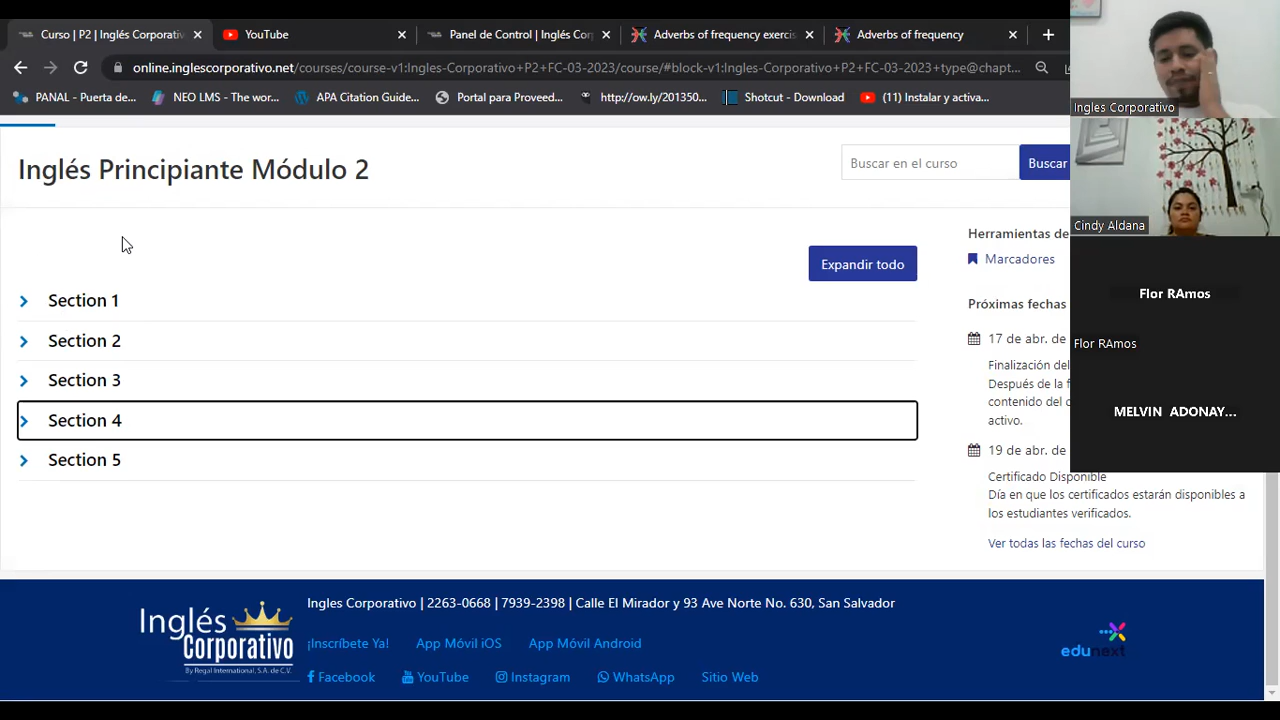 Curso | P2 | Inglés Corporativ
YouTube
Panel de Control | Inglés Cor
Adverbs of frequency exercis
Adverbs of frequency
online.inglescorporativo.net/courses/course-v1:Ingles-Corporativo+P2+FC-03-2023/course/#block-v1:Ingles-Corporativo+P2+FC-03-2023+type@chapt...
PANAL - Puerta de...
NEO LMS - The wor...
APA Citation Guide...
Portal para Proveed...
http://ow.ly/201350...
Shotcut - Download
(11) Instalar y activa...
Inglés Principiante Módulo 2
Buscar en el curso
Buscar
Expandir todo
Section 1
Section 2
Section 3
Section 4
Section 5
Herramientas de
Marcadores
Próximas fechas
17 de abr. de
Finalización del
Después de la f
contenido del c
activo.
19 de abr. de
Certificado Disponible
Día en que los certificados estarán disponibles a
los estudiantes verificados.
Ver todas las fechas del curso
Ingles Corporativo
Cindy Aldana
Flor RAmos
Flor RAmos
MELVIN ADONAY...
Inglés
Corporativo
By Regal International, S.A. de C.V.
Ingles Corporativo | 2263-0668 | 7939-2398 | Calle El Mirador y 93 Ave Norte No. 630, San Salvador
¡Inscríbete Ya!
App Móvil iOS
App Móvil Android
Facebook
YouTube
Instagram
WhatsApp
Sitio Web
edunext